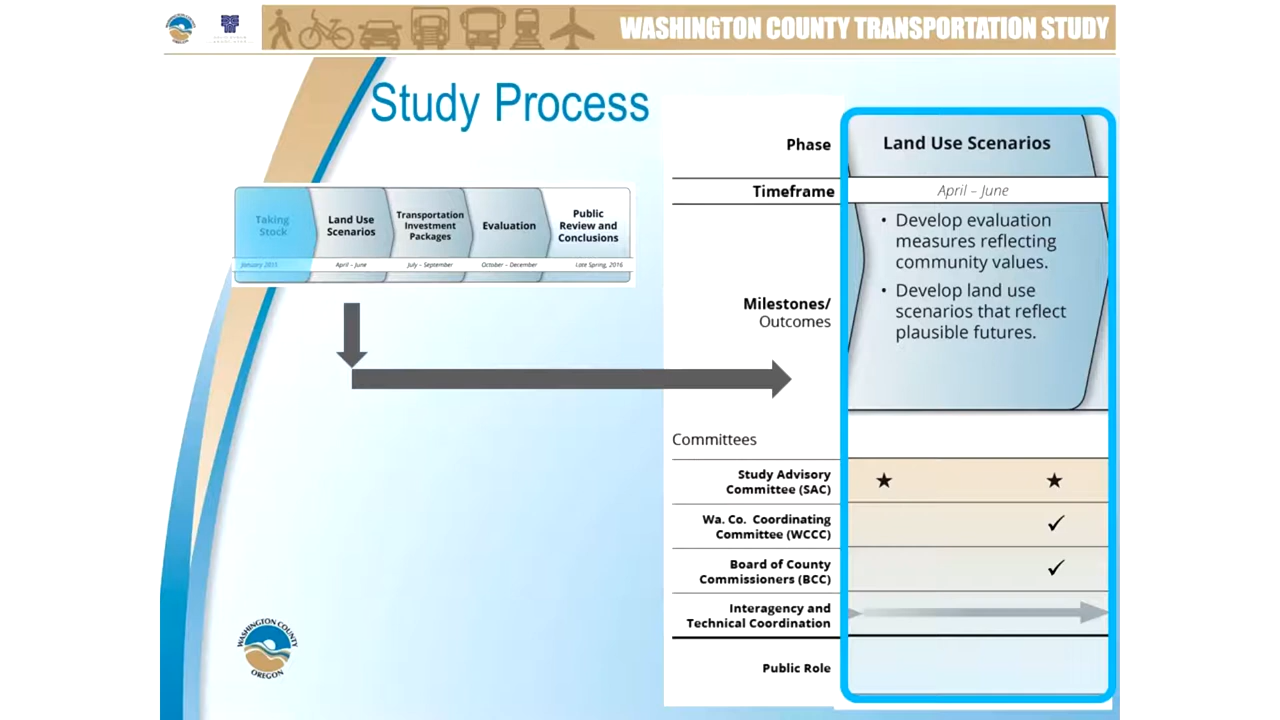 WASHINGTON COUNTY TRANSPORTATION STUDY
Study Process
Taking
Stock
January 2015
Land Use
Scenarios
April – June
Transportation
Investment
Packages
July – September
Evaluation
October – December
Public
Review and
Conclusions
Late Spring, 2016
Phase
Land Use Scenarios
Timeframe
April – June
Milestones/
Outcomes
• Develop evaluation
measures reflecting
community values.
• Develop land use
scenarios that reflect
plausible futures.
Committees
Study Advisory
Committee (SAC)
Wa. Co. Coordinating
Committee (WCCC)
Board of County
Commissioners (BCC)
Interagency and
Technical Coordination
Public Role
WASHINGTON COUNTY
OREGON